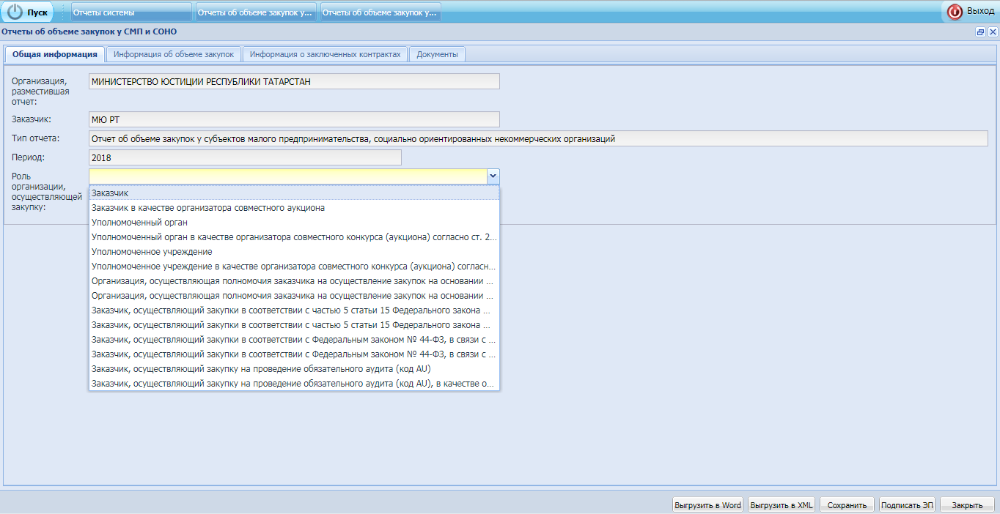 Пуск
Отчеты системы
Отчеты об объеме закупок у...
Отчеты об объеме закупок у...
Выход
Отчеты об объеме закупок у СМП и СОНО
Общая информация
Информация об объеме закупок
Информация о заключенных контрактах
Документы
Организация,
разместившая
отчет:
МИНИСТЕРСТВО ЮСТИЦИИ РЕСПУБЛИКИ ТАТАРСТАН
Заказчик:
МЮ РТ
Тип отчета:
Отчет об объеме закупок у субъектов малого предпринимательства, социально ориентированных некоммерческих организаций
Период:
2018
Роль
организации,
осуществляющей
закупку:
Заказчик
Заказчик в качестве организатора совместного аукциона
Уполномоченный орган
Уполномоченный орган в качестве организатора совместного конкурса (аукциона) согласно ст. 2...
Уполномоченное учреждение
Уполномоченное учреждение в качестве организатора совместного конкурса (аукциона) согласн...
Организация, осуществляющая полномочия заказчика на осуществление закупок на основании ...
Организация, осуществляющая полномочия заказчика на осуществление закупок на основании ...
Заказчик, осуществляющий закупки в соответствии с частью 5 статьи 15 Федерального закона ...
Заказчик, осуществляющий закупки в соответствии с частью 5 статьи 15 Федерального закона ...
Заказчик, осуществляющий закупки в соответствии с Федеральным законом № 44-ФЗ, в связи с ...
Заказчик, осуществляющий закупки в соответствии с Федеральным законом № 44-ФЗ, в связи с ...
Заказчик, осуществляющий закупку на проведение обязательного аудита (код AU)
Заказчик, осуществляющий закупку на проведение обязательного аудита (код AU), в качестве о...
Выгрузить в Word
Выгрузить в XML
Сохранить
Подписать ЭП
Закрыть